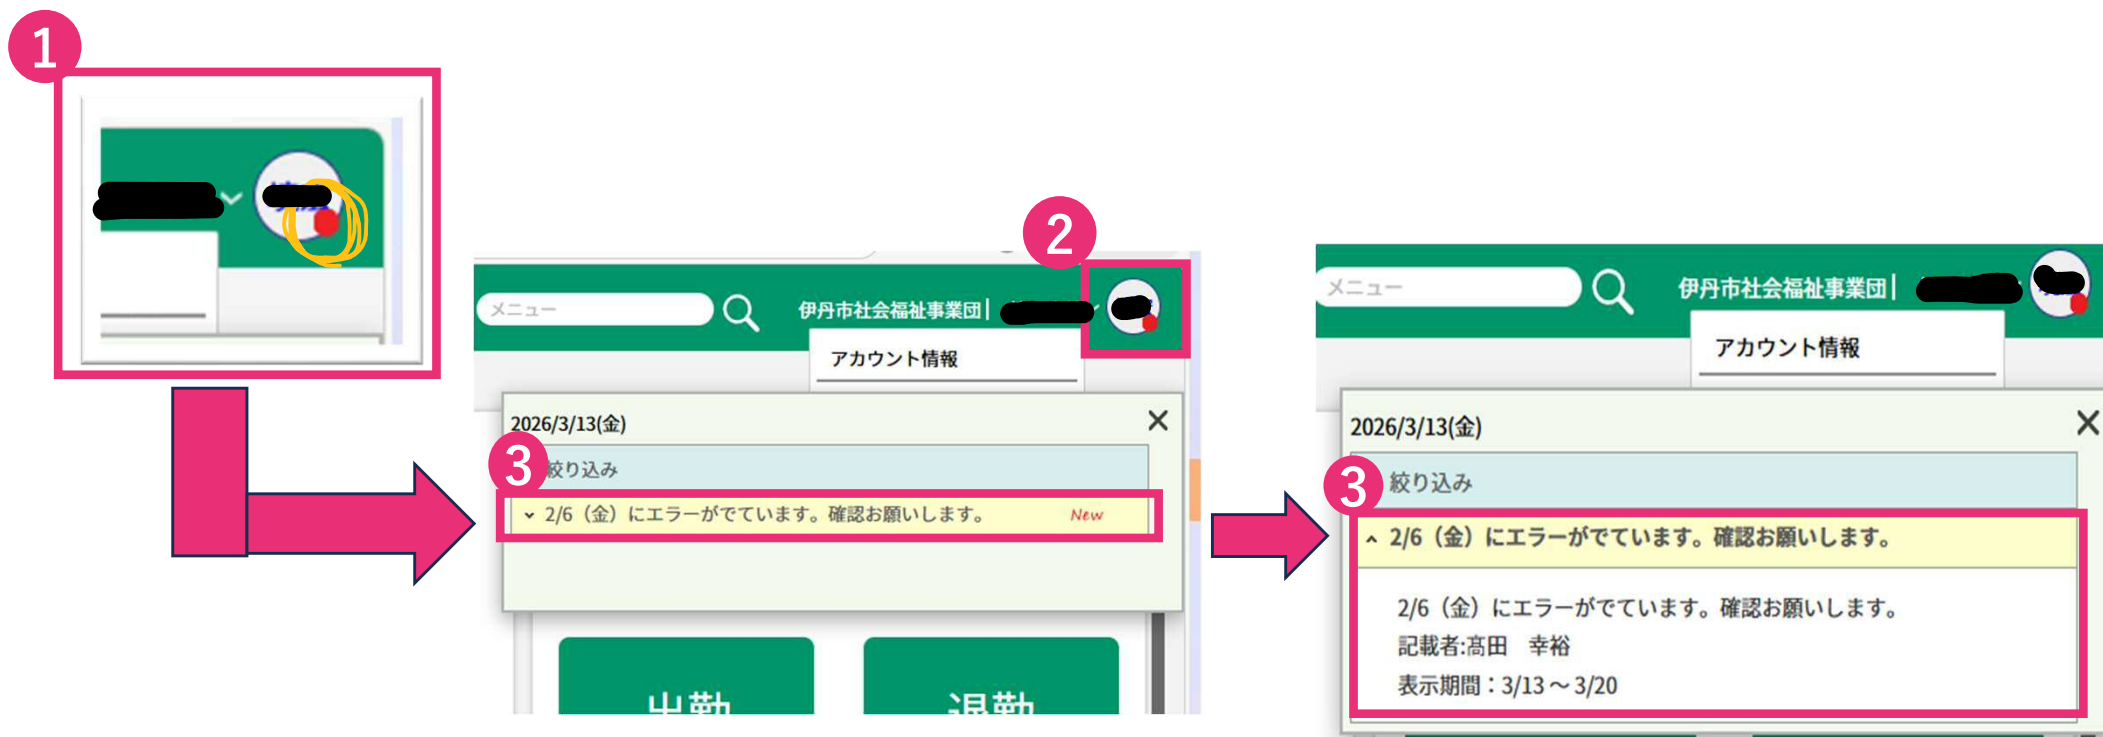 1
2
メニュー
伊丹市社会福祉事業団|
アカウント情報
2026/3/13(金)
3
絞り込み
2/6（金）にエラーがでています。確認お願いします。 New
出勤 退勤
メニュー
伊丹市社会福祉事業団|
アカウント情報
2026/3/13(金)
3
絞り込み
2/6（金）にエラーがでています。確認お願いします。
2/6（金）にエラーがでています。確認お願いします。
記載者:髙田　幸裕
表示期間：3/13～3/20